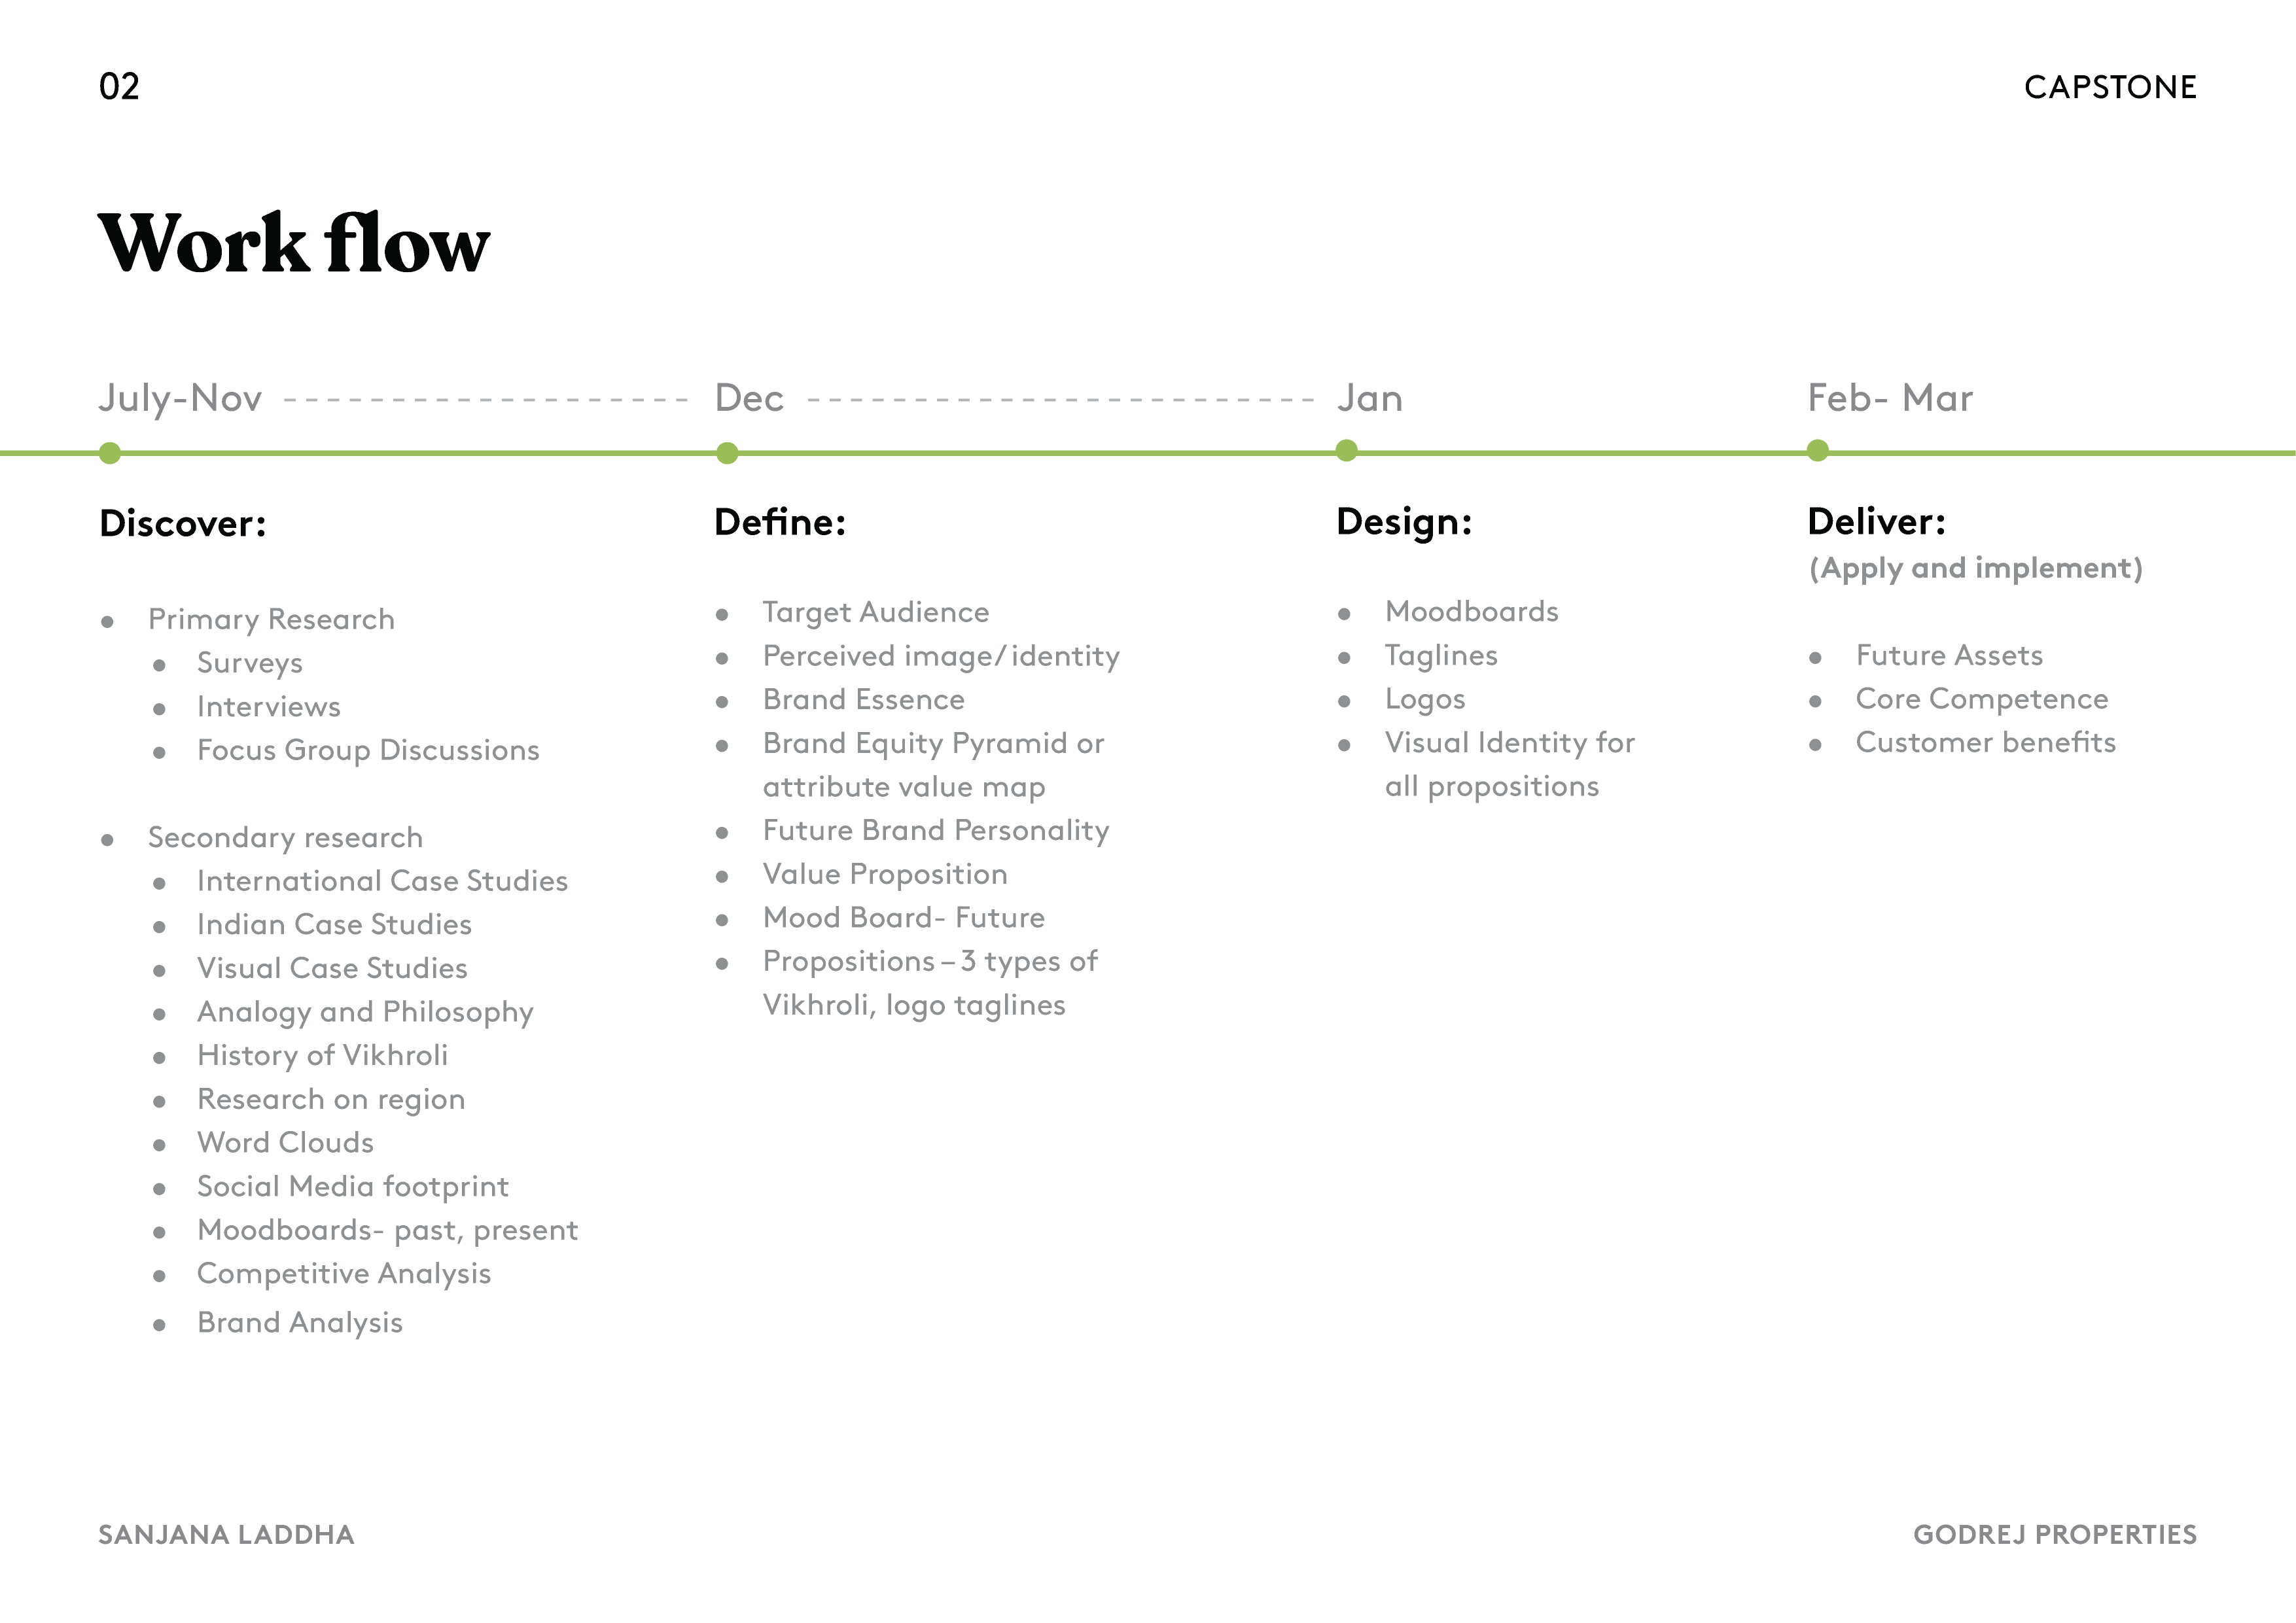 02
CAPSTONE
Work flow
July-Nov
Dec
Jan
Feb- Mar
Discover:
Primary Research
Surveys
Interviews
Focus Group Discussions
Secondary research
International Case Studies
Indian Case Studies
Visual Case Studies
Analogy and Philosophy
History of Vikhroli
Research on region
Word Clouds
Social Media footprint
Moodboards- past, present
Competitive Analysis
Brand Analysis
Define:
Target Audience
Perceived image/identity
Brand Essence
Brand Equity Pyramid or
attribute value map
Future Brand Personality
Value Proposition
Mood Board- Future
Propositions – 3 types of
Vikhroli, logo taglines
Design:
Moodboards
Taglines
Logos
Visual Identity for
all propositions
Deliver:
(Apply and implement)
Future Assets
Core Competence
Customer benefits
SANJANA LADDHA
GODREJ PROPERTIES